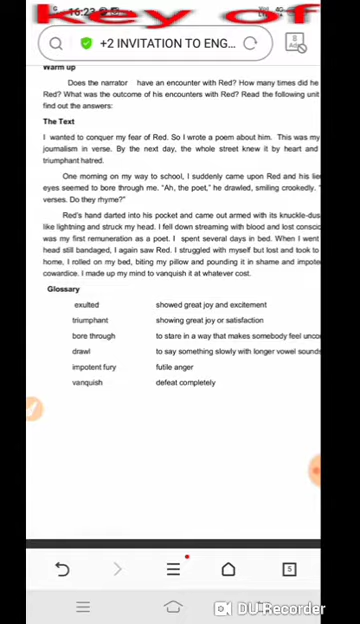 key of
16:23
4G
+2 INVITATION TO ENG...
8
Warm up
Does the narrator have an encounter with Red? How many times did he
Red? What was the outcome of his encounters with Red? Read the following unit
find out the answers:
The Text
I wanted to conquer my fear of Red. So I wrote a poem about him. This was my
journalism in verse. By the next day, the whole street knew it by heart and
triumphant hatred.
One morning on my way to school, I suddenly came upon Red and his lie
eyes seemed to bore through me. "Ah, the poet," he drawled, smiling crookedly. "
verses. Do they rhyme?"
Red's hand darted into his pocket and came out armed with its knuckle-dus
like lightning and struck my head. I fell down streaming with blood and lost consci
was my first remuneration as a poet. I spent several days in bed. When I went
head still bandaged, I again saw Red. I struggled with myself but lost and took to
home, I rolled on my bed, biting my pillow and pounding it in shame and impote
cowardice. I made up my mind to vanquish it at whatever cost.
Glossary
exulted showed great joy and excitement
triumphant showing great joy or satisfaction
bore through to stare in a way that makes somebody feel unco
drawl to say something slowly with longer vowel sounds
impotent fury futile anger
vanquish defeat completely
5
DU Recorder